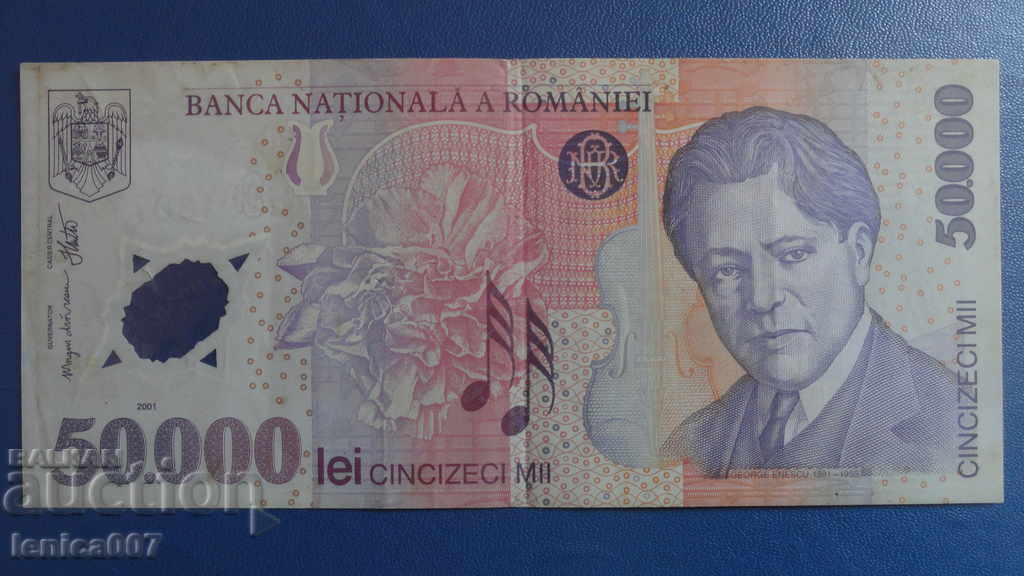 BANCA NAȚIONALĂ A ROMÂNIEI
BNR
50.000
CINCIZECI MII
CASIER CENTRAL
GUVERNATOR
2001
50.000 lei CINCIZECI MII
GEORGE ENESCU 1881-1955
BALKAN
auction
lenica007